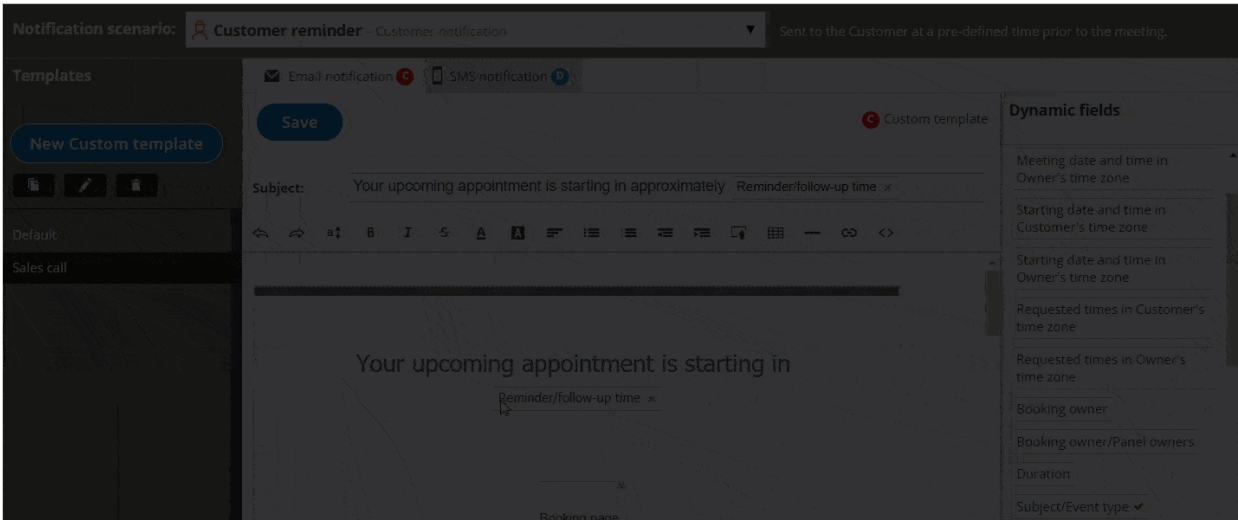 Notification scenario: Customer reminder - Customer notification Sent to the Customer at a pre-defined time prior to the meeting.
Templates
Email notification C SMS notification D
New Custom template
Save
C Custom template
Subject: Your upcoming appointment is starting in approximately Reminder/follow-up time ×
Default
Sales call
Your upcoming appointment is starting in
Reminder/follow-up time ×
Booking page
Dynamic fields
Meeting date and time in
Owner's time zone
Starting date and time in
Customer's time zone
Starting date and time in
Owner's time zone
Requested times in Customer's
time zone
Requested times in Owner's
time zone
Booking owner
Booking owner/Panel owners
Duration
Subject/Event type